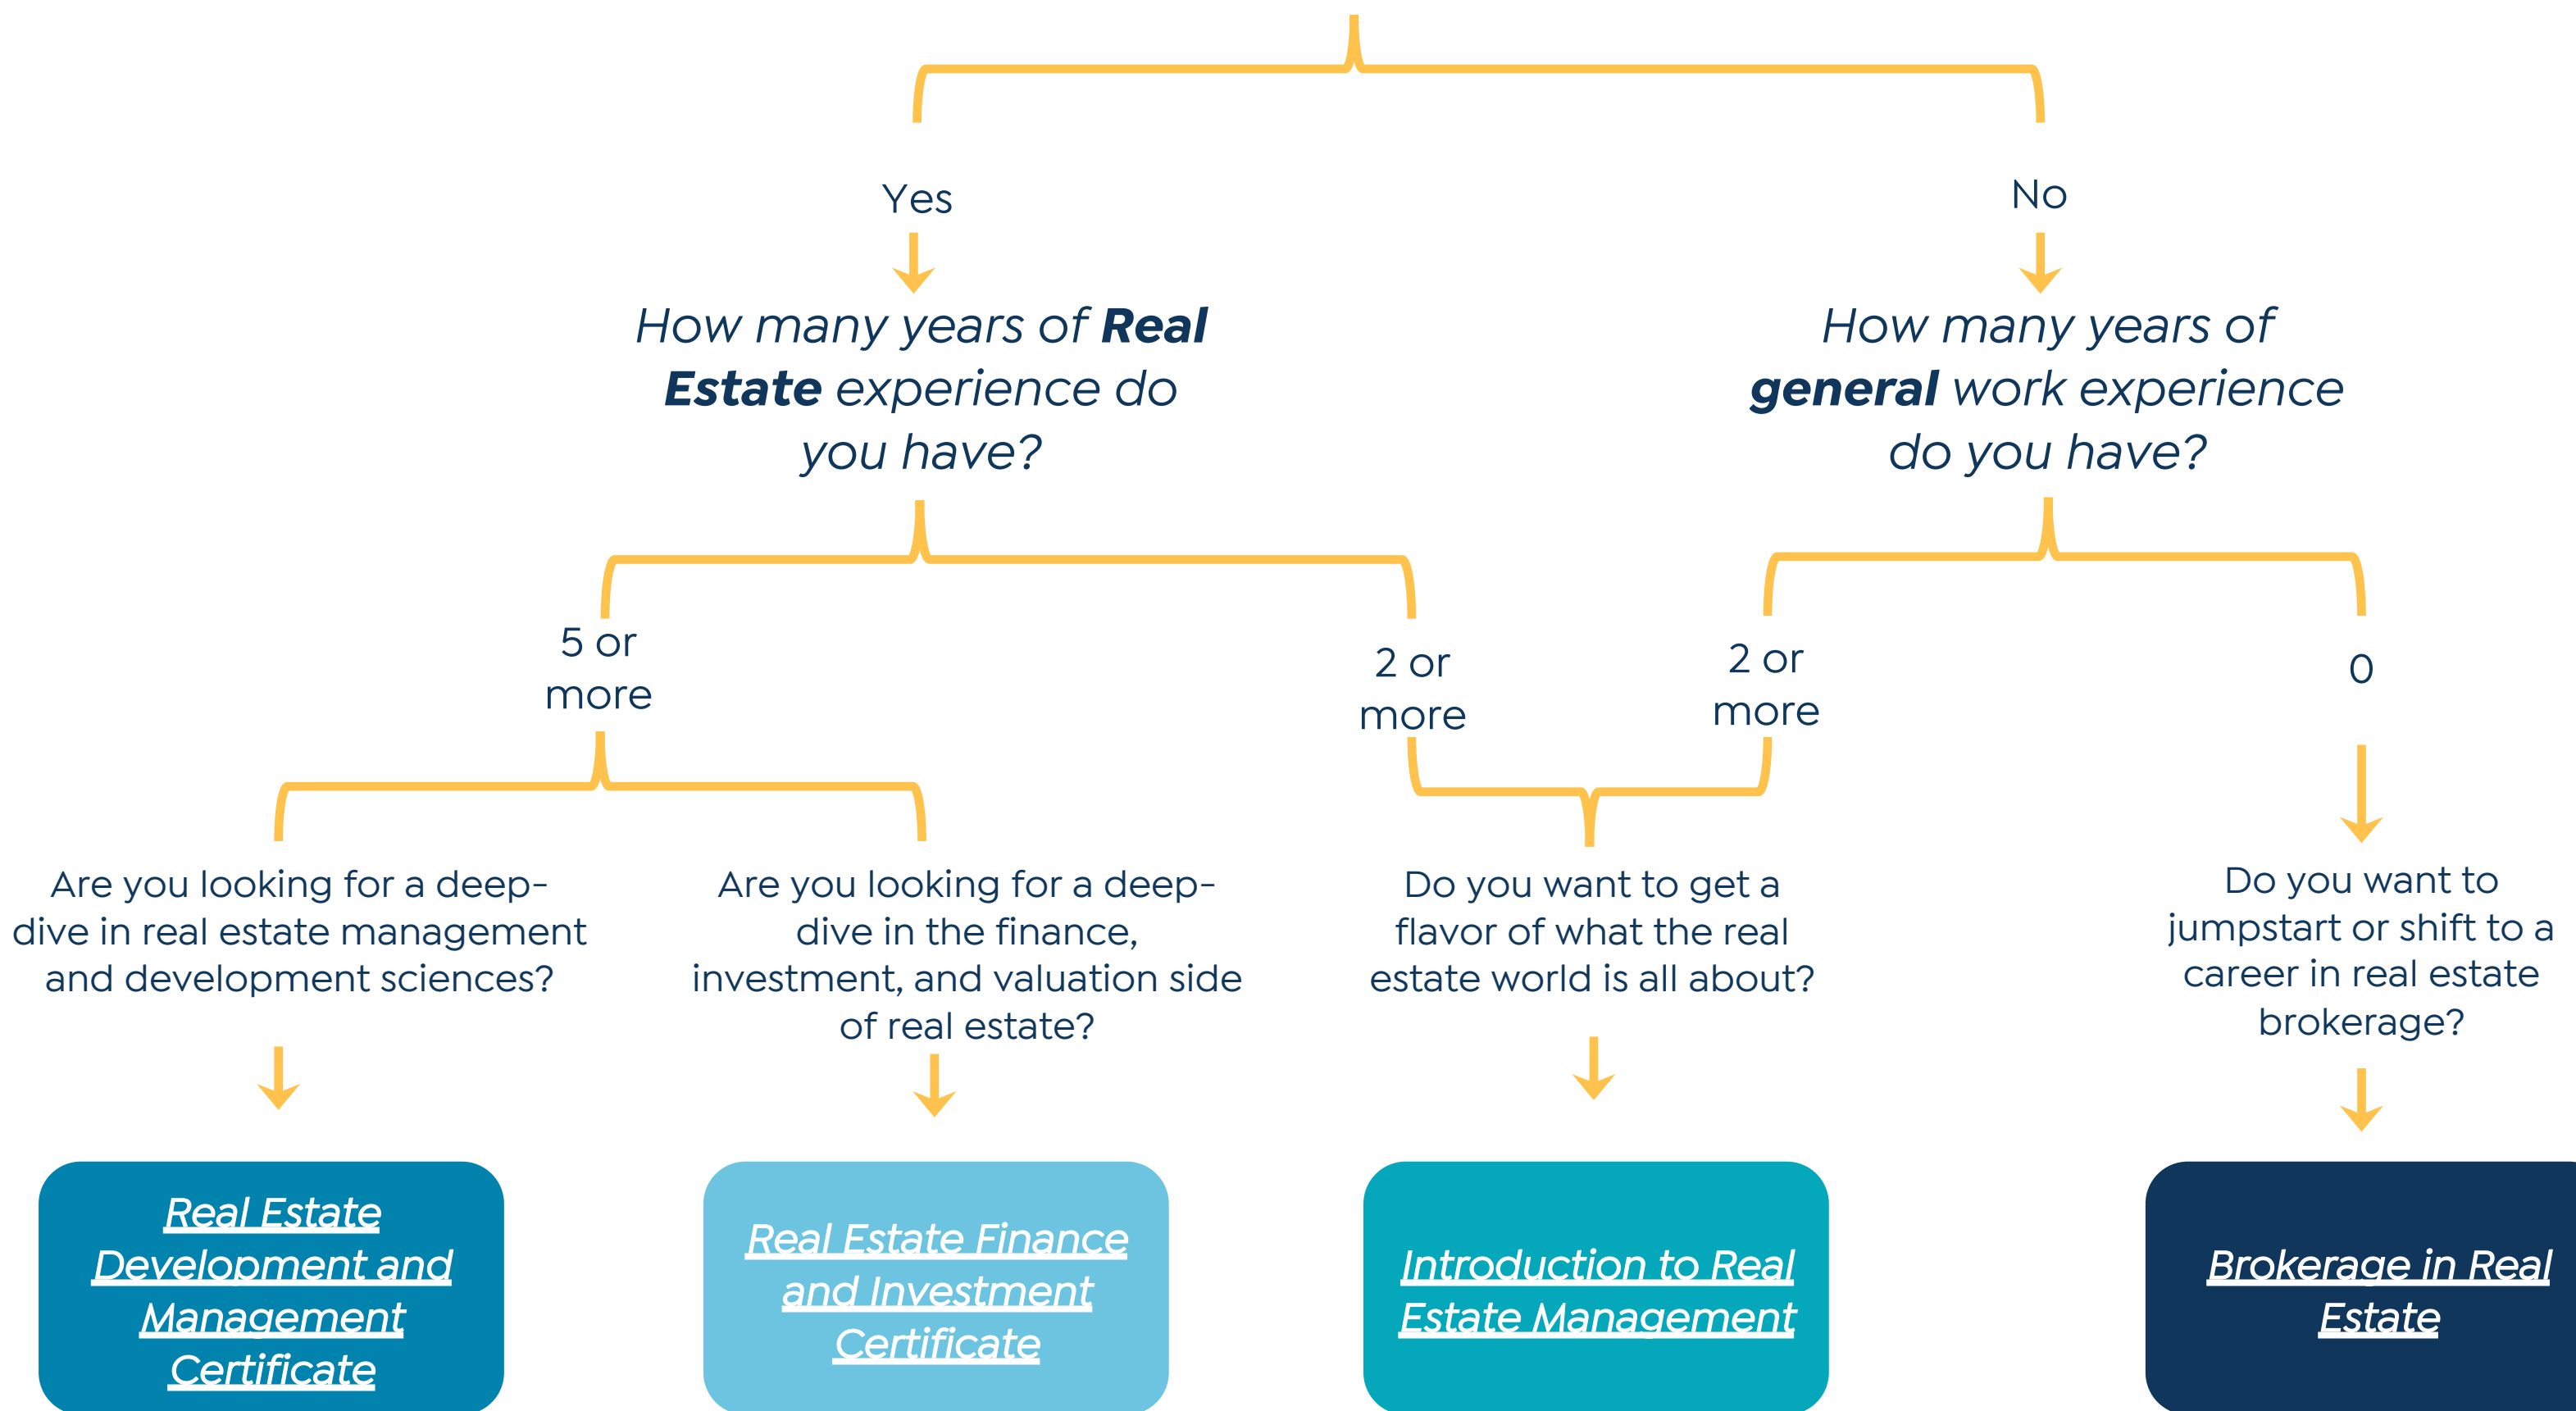 Yes
No
How many years of Real
Estate experience do
you have?
How many years of
general work experience
do you have?
5 or
more
2 or
more
2 or
more
0
Are you looking for a deep-
dive in real estate management
and development sciences?
Are you looking for a deep-
dive in the finance,
investment, and valuation side
of real estate?
Do you want to get a
flavor of what the real
estate world is all about?
Do you want to
jumpstart or shift to a
career in real estate
brokerage?
Real Estate
Development and
Management
Certificate
Real Estate Finance
and Investment
Certificate
Introduction to Real
Estate Management
Brokerage in Real
Estate